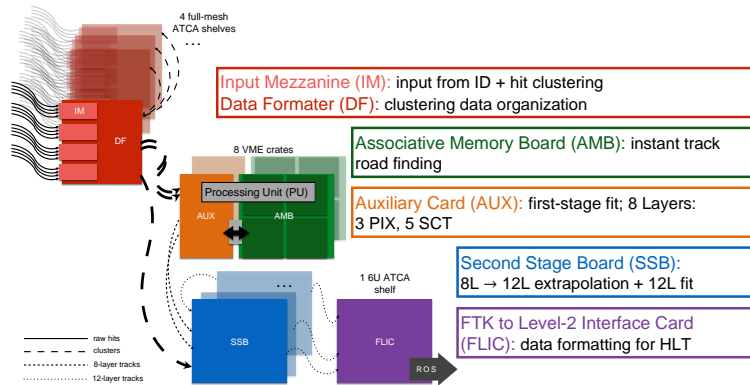 4 full-mesh
ATCA shelves
...
IM
DF
Input Mezzanine (IM): input from ID + hit clustering
Data Formater (DF): clustering data organization
8 VME crates
Processing Unit (PU)
AUX
AMB
Associative Memory Board (AMB): instant track
road finding
Auxiliary Card (AUX): first-stage fit; 8 Layers:
3 PIX, 5 SCT
...
SSB
1 6U ATCA
shelf
FLIC
ROS
Second Stage Board (SSB):
8L → 12L extrapolation + 12L fit
FTK to Level-2 Interface Card
(FLIC): data formatting for HLT
raw hits
clusters
8-layer tracks
12-layer tracks